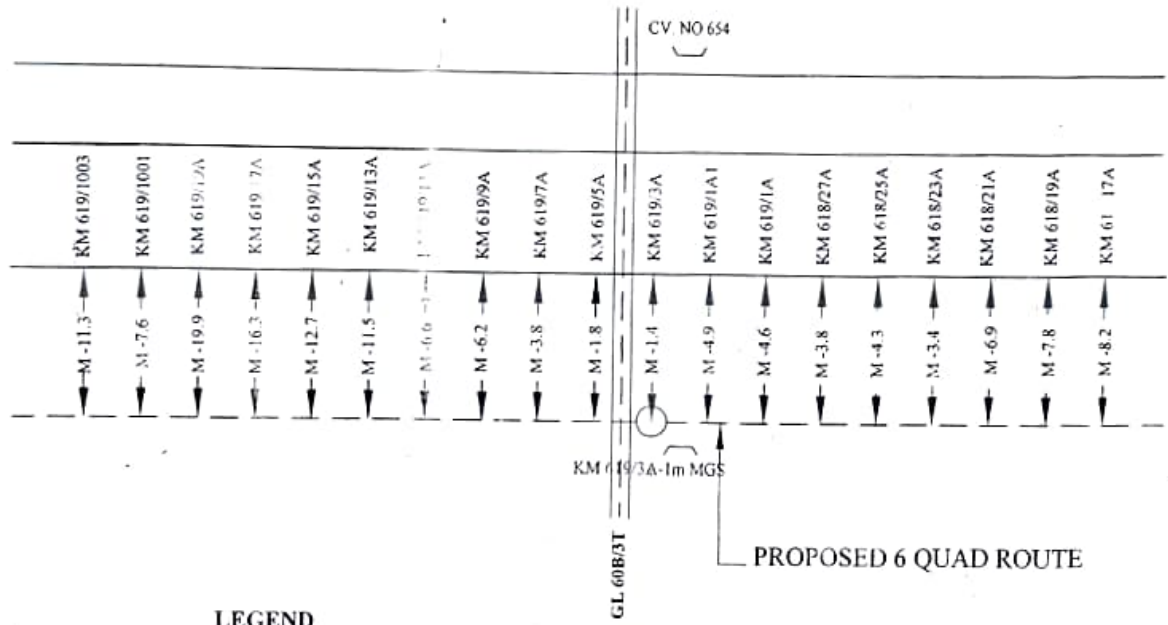 CV. NO 654
KM 619/1003
KM 619/1001
KM 619/15A
KM 619/13A
KM 619/9A
KM 619/7A
KM 619/5A
KM 619/3A
KM 619/1A1
KM 619/1A
KM 618/27A
KM 618/25A
KM 618/23A
KM 618/21A
KM 618/19A
KM 61 17A
M -11.3
M -7.6
M -19.9
M -16.3
M -12.7
M -11.5
M -6.6
M -6.2
M -3.8
M -1.8
M -1.4
M -4.9
M -4.6
M -3.8
M -4.3
M -3.4
M -6.9
M -7.8
M -8.2
KM 619/3A-1m MGS
PROPOSED 6 QUAD ROUTE
GL 60B/3T
LEGEND